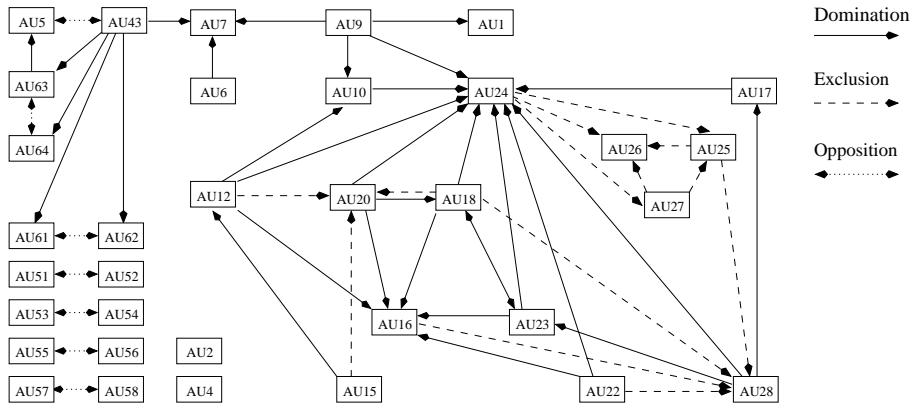 AU5 AU43 AU7 AU9 AU1 Domination
AU63 AU6 AU10 AU24 AU17 Exclusion
AU64 AU26 AU25 Opposition
AU12 AU20 AU18 AU27
AU61 AU62
AU51 AU52
AU53 AU54 AU16 AU23
AU55 AU56 AU2
AU57 AU58 AU4 AU15 AU22 AU28